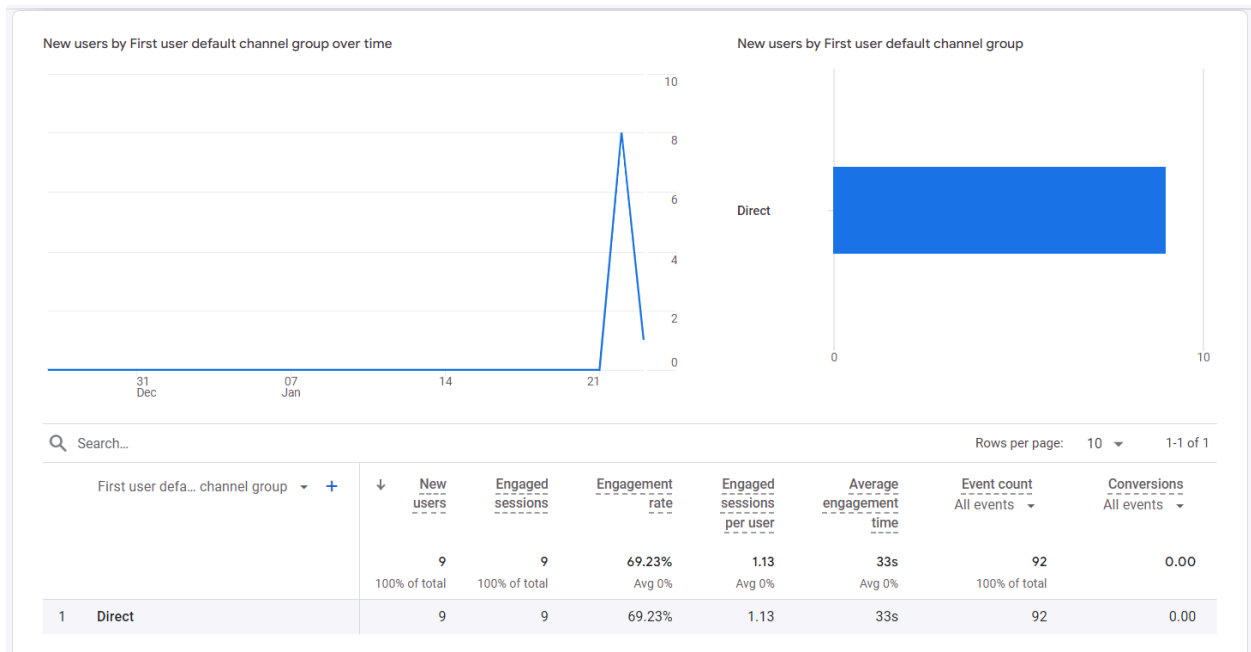 New users by First user default channel group over time
10
8
6
4
2
0
31
Dec
07
Jan
14
21
New users by First user default channel group
Direct
0
10
Search...
Rows per page: 10 1-1 of 1
First user defa... channel group +
New users
Engaged sessions
Engagement rate
Engaged sessions per user
Average engagement time
Event count
All events
Conversions
All events
9 9 69.23% 1.13 33s 92 0.00
100% of total 100% of total Avg 0% Avg 0% Avg 0% 100% of total
1 Direct 9 9 69.23% 1.13 33s 92 0.00